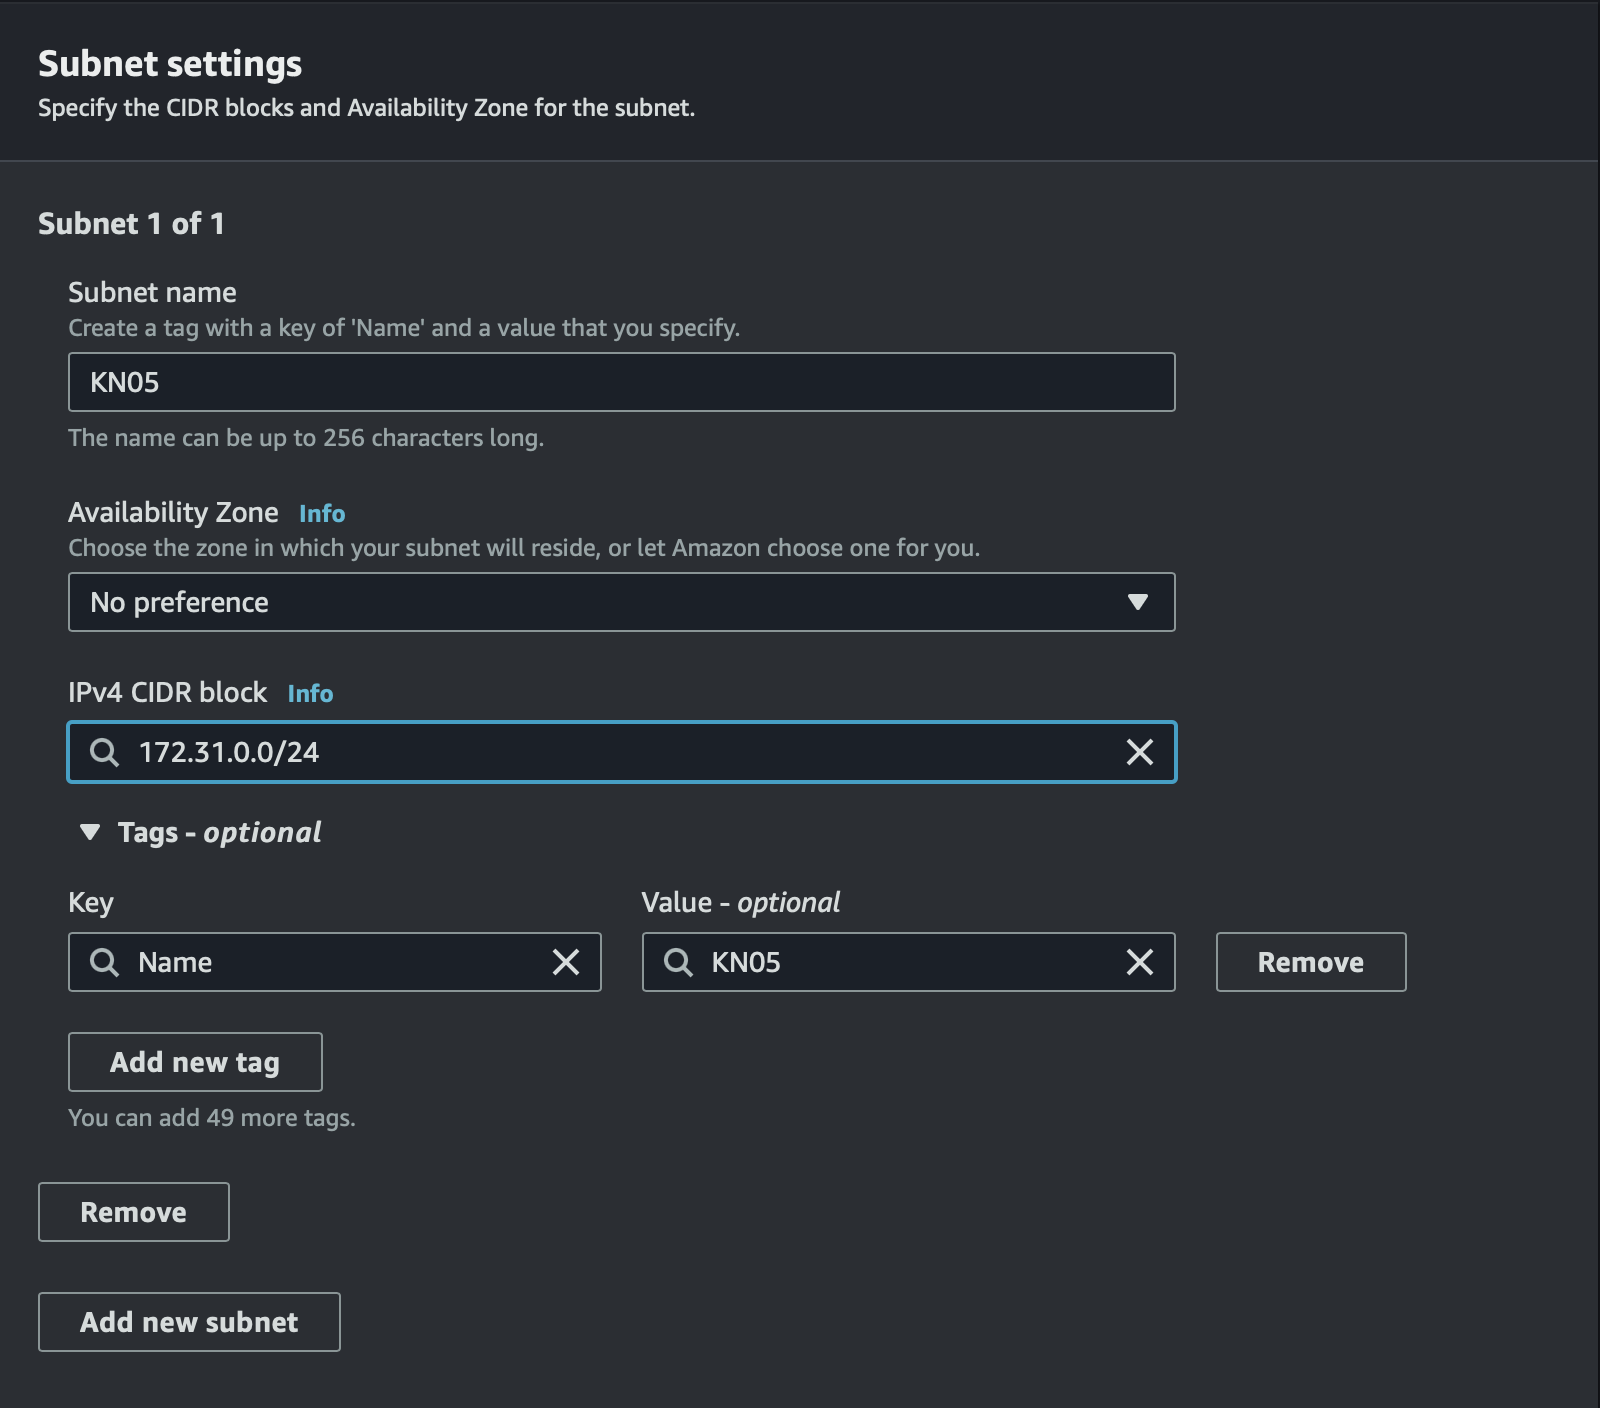 Subnet settings
Specify the CIDR blocks and Availability Zone for the subnet.
Subnet 1 of 1
Subnet name
Create a tag with a key of 'Name' and a value that you specify.
KN05
The name can be up to 256 characters long.
Availability Zone Info
Choose the zone in which your subnet will reside, or let Amazon choose one for you.
No preference
IPv4 CIDR block Info
172.31.0.0/24
Tags - optional
Key Value - optional
Name KN05 Remove
Add new tag
You can add 49 more tags.
Remove
Add new subnet